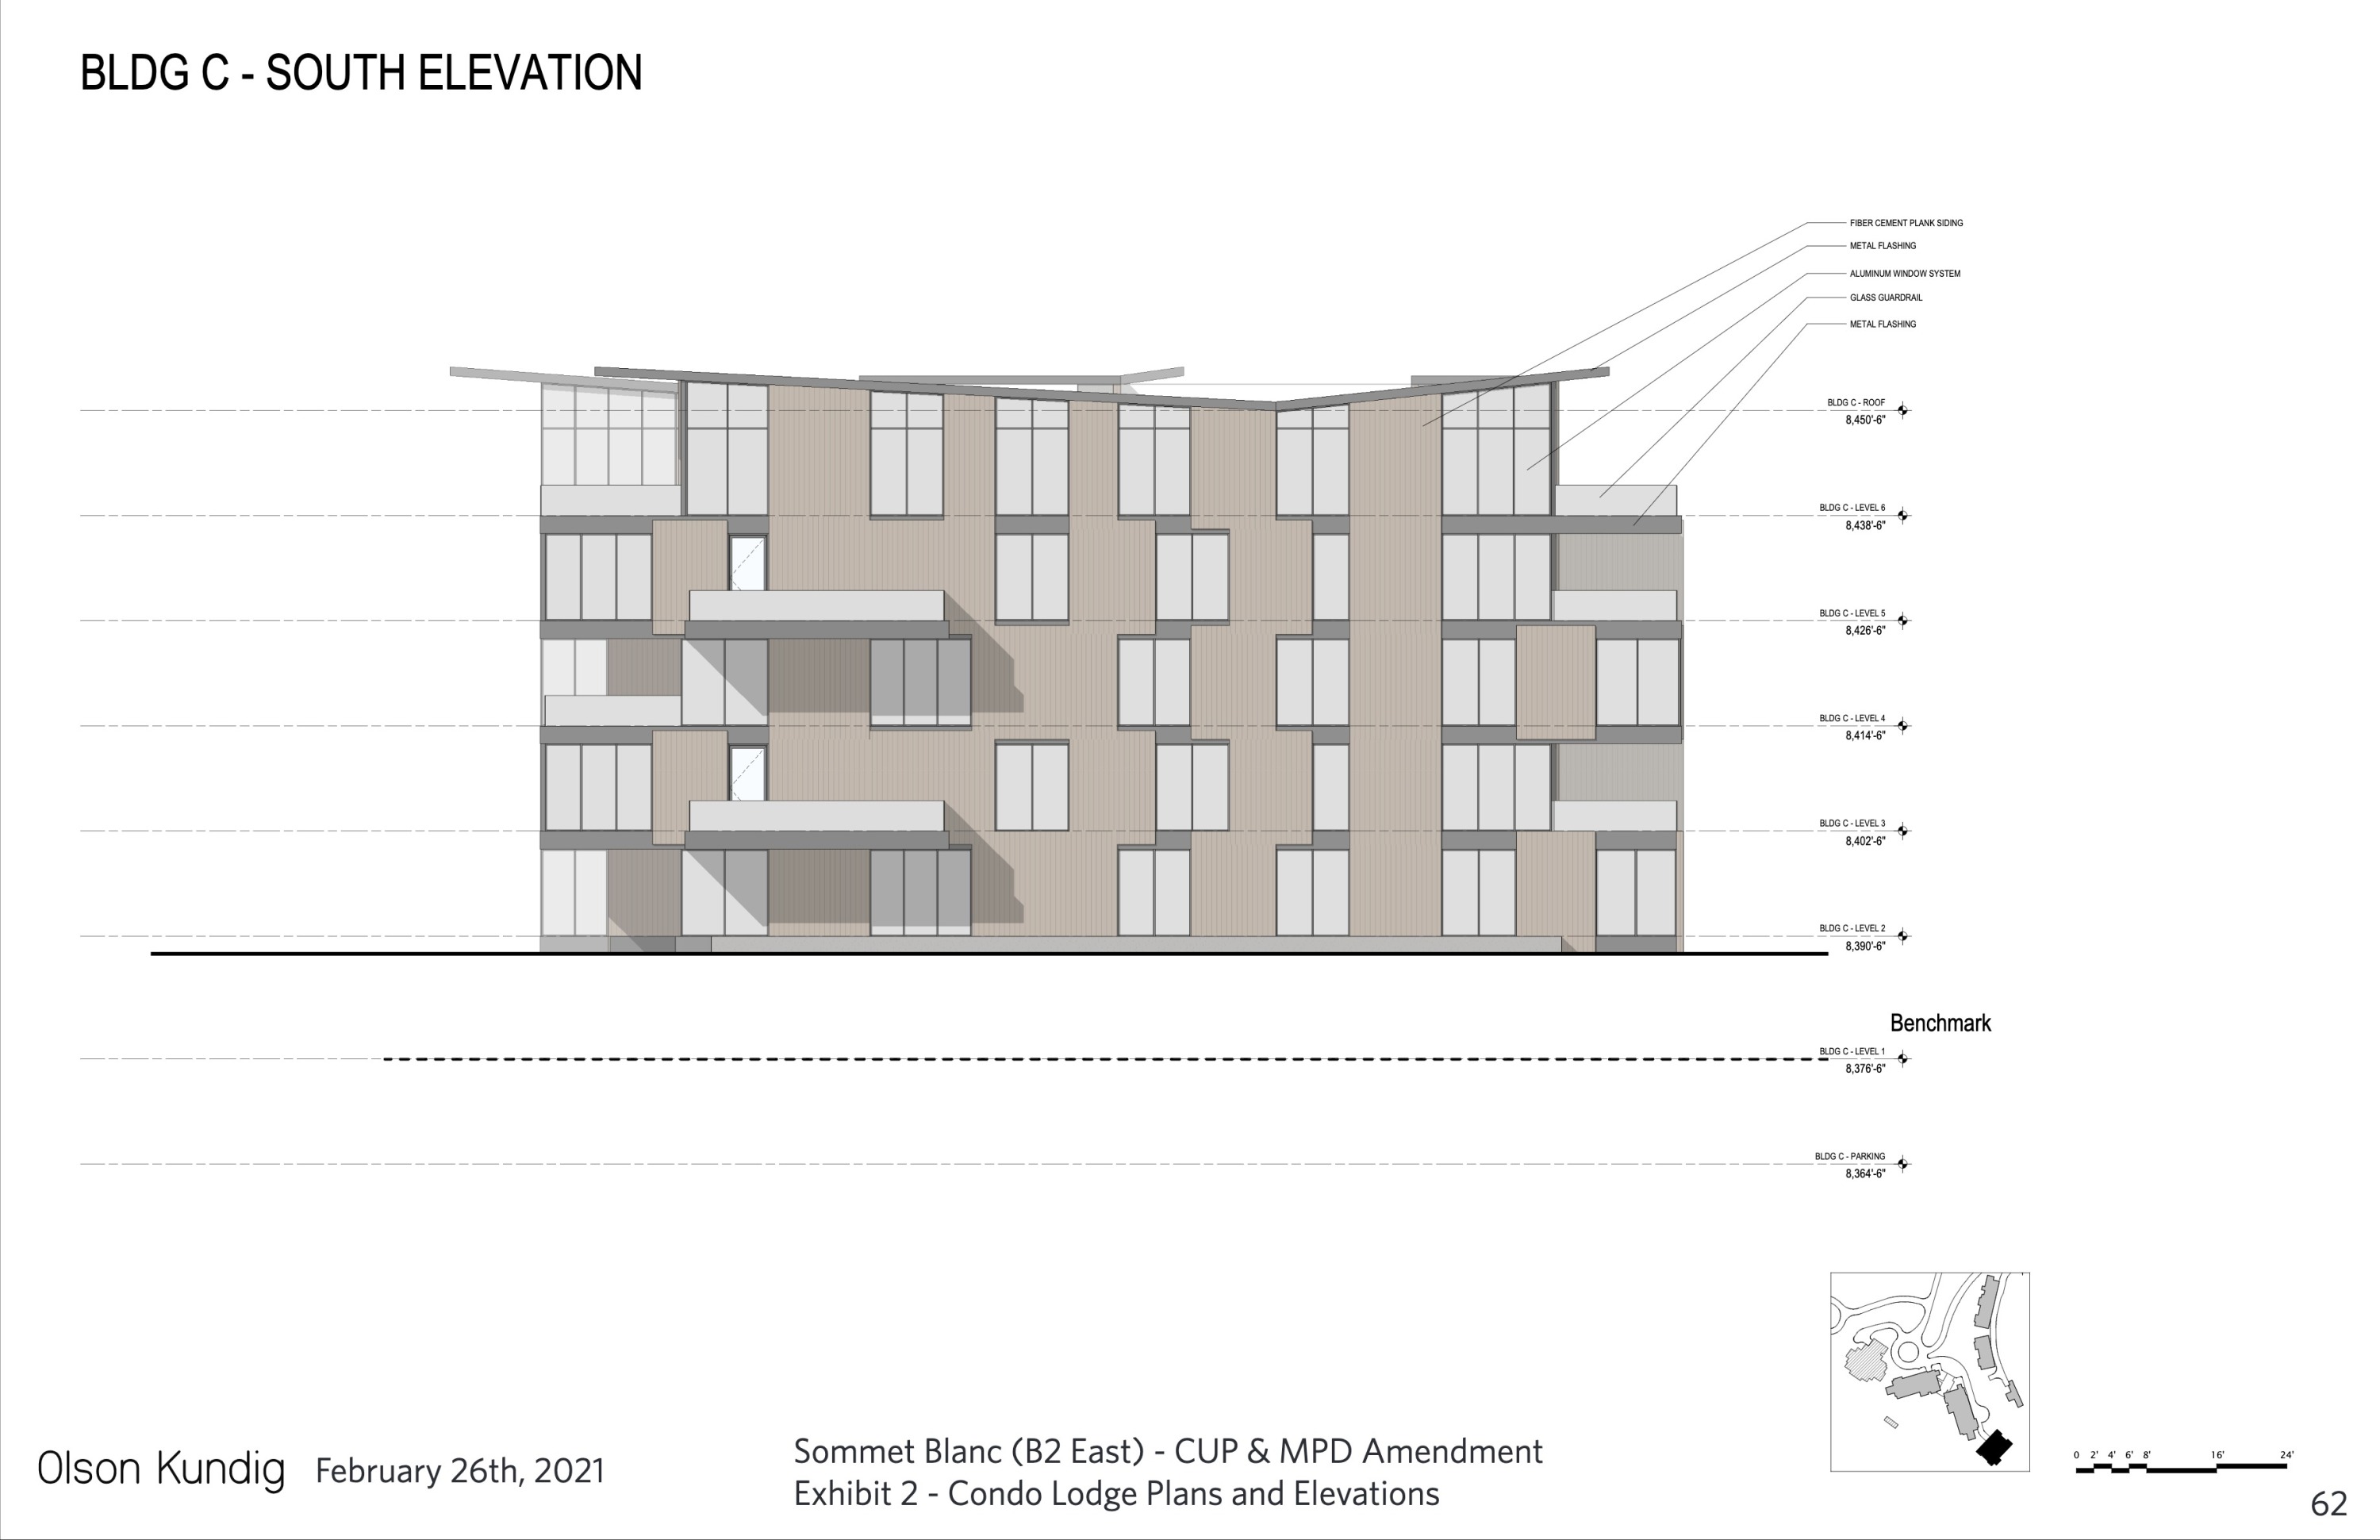 BLDG C - SOUTH ELEVATION
FIBER CEMENT PLANK SIDING
METAL FLASHING
ALUMINUM WINDOW SYSTEM
GLASS GUARDRAIL
METAL FLASHING
BLDG C - ROOF
8,450'-6"
BLDG C - LEVEL 6
8,438'-6"
BLDG C - LEVEL 5
8,426'-6"
BLDG C - LEVEL 4
8,414'-6"
BLDG C - LEVEL 3
8,402'-6"
BLDG C - LEVEL 2
8,390'-6"
Benchmark
BLDG C - LEVEL 1
8,376'-6"
BLDG C - PARKING
8,364'-6"
0 2' 4' 6' 8' 16' 24'
Olson Kundig February 26th, 2021
Sommet Blanc (B2 East) - CUP & MPD Amendment
Exhibit 2 - Condo Lodge Plans and Elevations
62